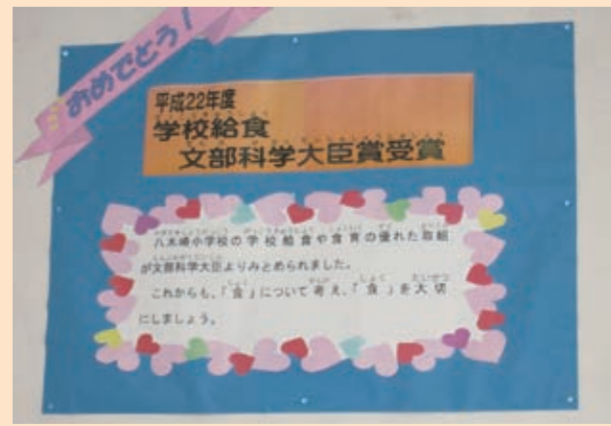 おめでとう！
平成22年度
学校給食
文部科学大臣賞受賞
八木崎小学校の学校給食や食育の優れた取組
が文部科学大臣よりみとめられました。
これからも、「食」について考え、「食」を大切
にしましょう。